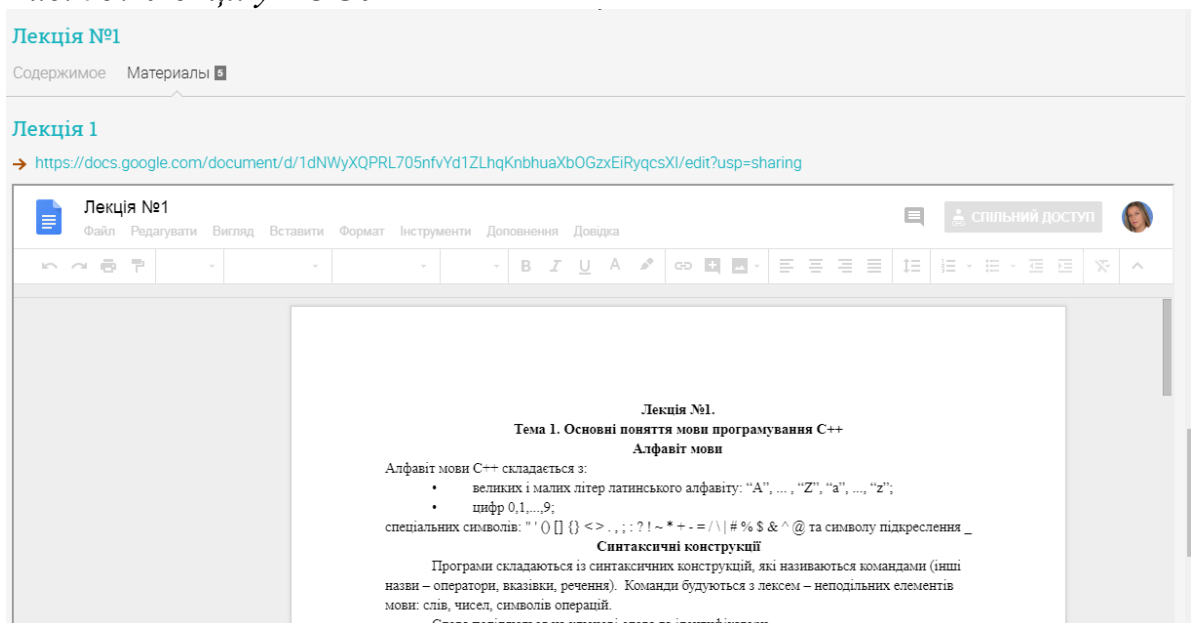 Лекція №1
Содержимое Материалы 5
Лекція 1
→ https://docs.google.com/document/d/1dNWyXQPRL705nfvYd1ZLhqKnbhuaXbOGzxEiRyqcsXI/edit?usp=sharing
Лекція №1
СПІЛЬНИЙ ДОСТУП
Файл Редагувати Вигляд Вставити Формат Інструменти Доповнення Довідка
B I U A
Лекція №1.
Тема 1. Основні поняття мови програмування C++
Алфавіт мови
Алфавіт мови C++ складається з:
• великих і малих літер латинського алфавіту: “A”, ... , “Z”, “a”, ..., “z”;
• цифр 0,1,...,9;
спеціальних символів: " ' () [] {} < > . , ; : ? ! ~ * + - = / \ | # % $ & ^ @ та символу підкреслення _
Синтаксичні конструкції
Програми складаються із синтаксичних конструкцій, які називаються командами (інші
назви – оператори, вказівки, речення). Команди будуються з лексем – неподільних елементів
мови: слів, чисел, символів операцій.